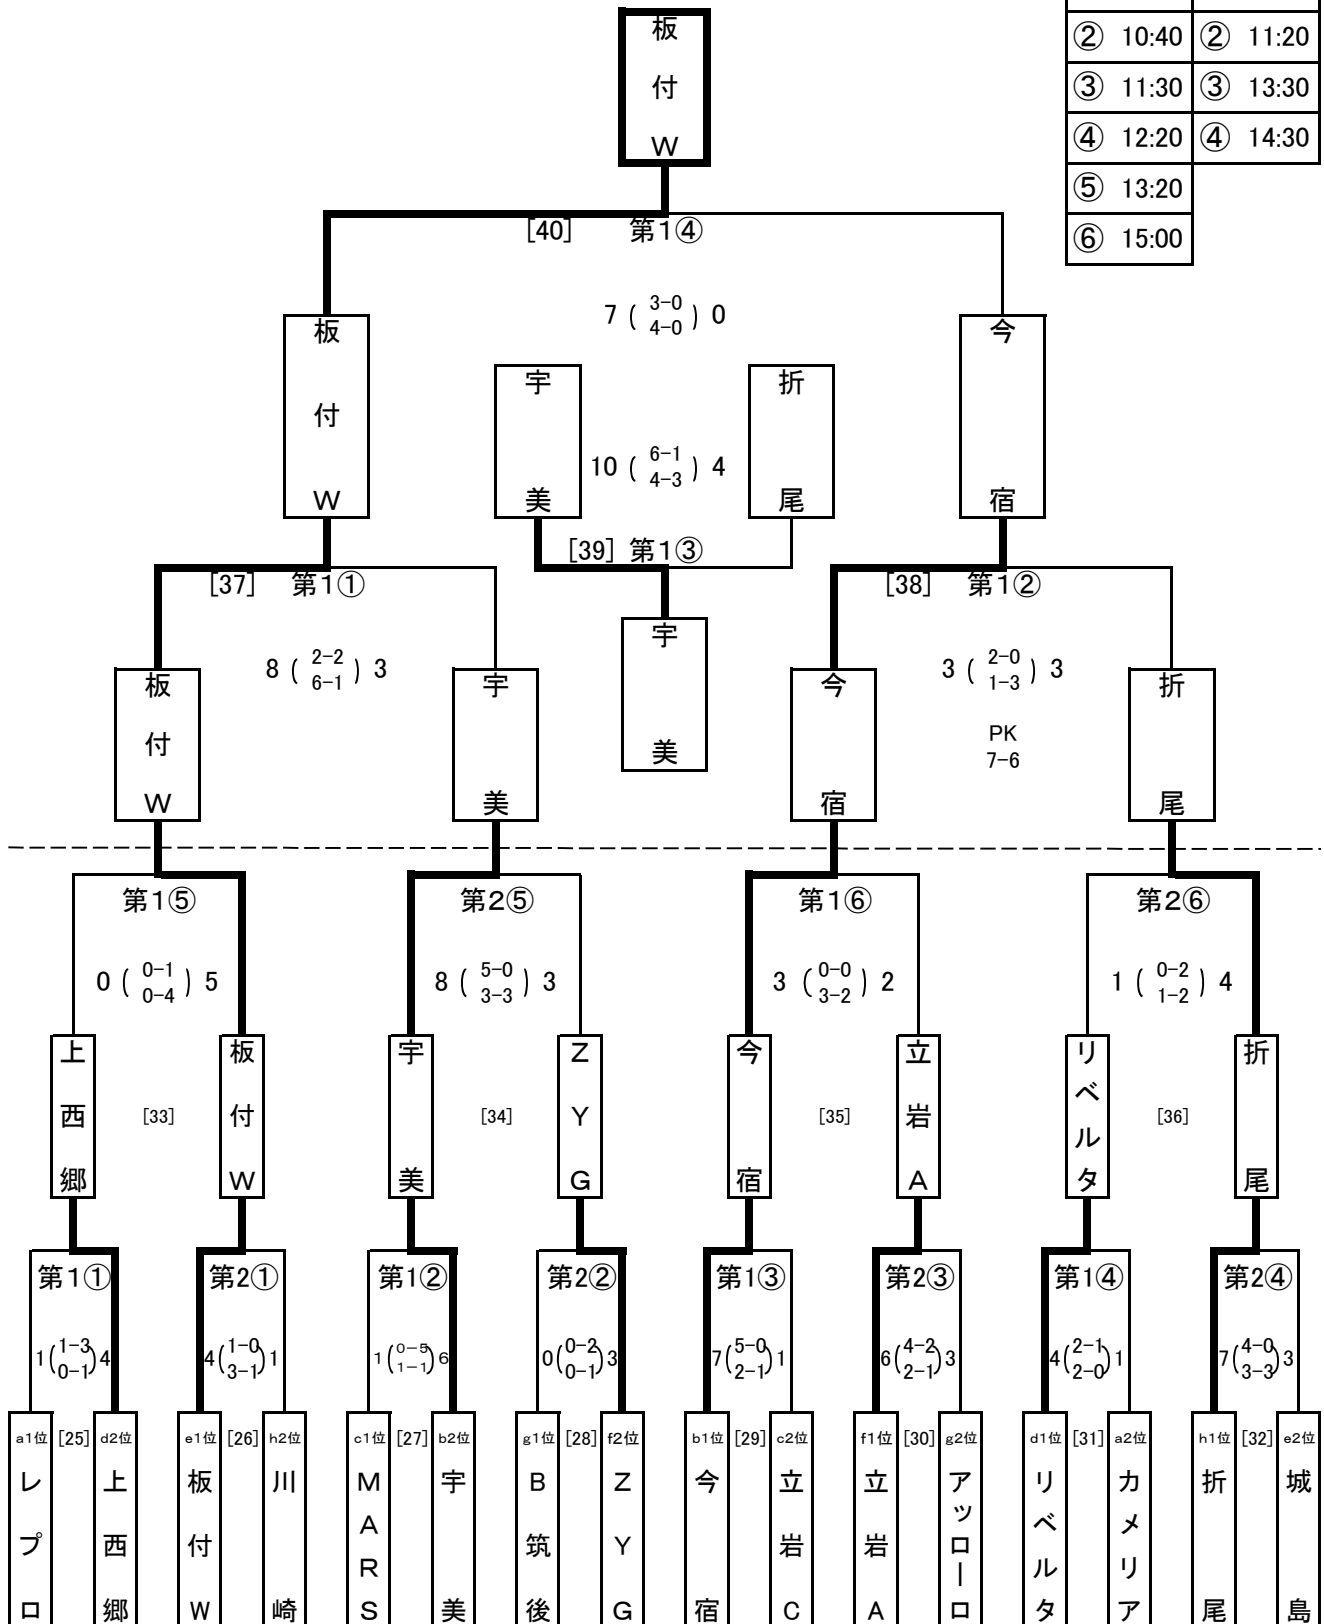 板付W
② 10:40 ② 11:20
③ 11:30 ③ 13:30
④ 12:20 ④ 14:30
⑤ 13:20
⑥ 15:00
[40] 第1④
7 ( 3-0 4-0 ) 0
板付W
今宿
宇美
折尾
10 ( 6-1 4-3 ) 4
[39] 第1③
[37] 第1①
[38] 第1②
宇美
8 ( 2-2 6-1 ) 3
3 ( 2-0 1-3 ) 3
PK
7-6
板付W
宇美
今宿
折尾
第1⑤
第2⑤
第1⑥
第2⑥
0 ( 0-1 0-4 ) 5
8 ( 5-0 3-3 ) 3
3 ( 0-0 3-2 ) 2
1 ( 0-2 1-2 ) 4
上西郷
[33]
板付W
宇美
[34]
ZYG
今宿
[35]
立岩A
リベルタ
[36]
折尾
第1①
第2①
第1②
第2②
第1③
第2③
第1④
第2④
1 ( 1-3 0-1 ) 4
4 ( 1-0 3-1 ) 1
1 ( 0-5 1-1 ) 6
0 ( 0-2 0-1 ) 3
7 ( 5-0 2-1 ) 1
6 ( 4-2 2-1 ) 3
4 ( 2-1 2-0 ) 1
7 ( 4-0 3-3 ) 3
a1位 [25] d2位
e1位 [26] h2位
c1位 [27] b2位
g1位 [28] f2位
b1位 [29] c2位
f1位 [30] g2位
d1位 [31] a2位
h1位 [32] e2位
レプロ
上西郷
板付W
川崎
MARS
宇美
B筑後
ZYG
今宿
立岩C
立岩A
アッローロ
リベルタ
カメリア
折尾
城島